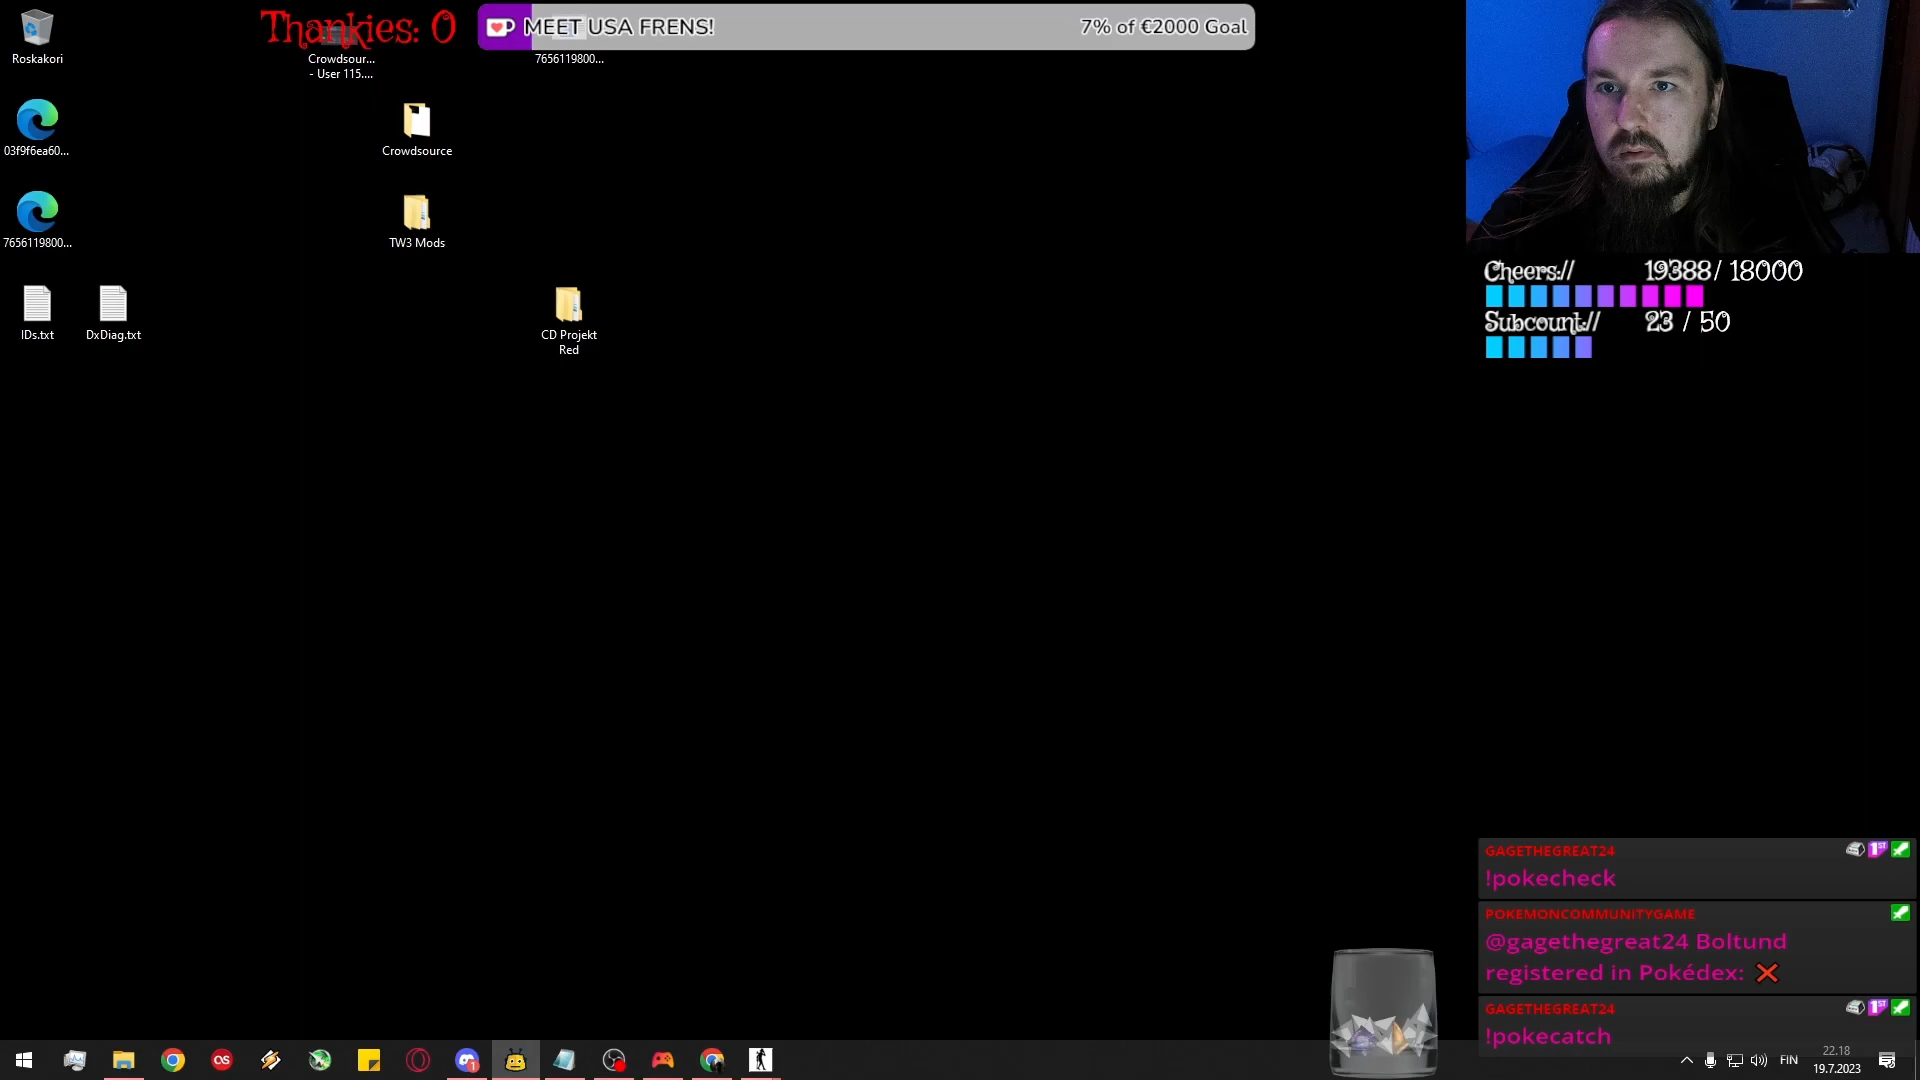 Roskakori
Thankies: 0
MEET USA FRENS!
7% of €2000 Goal
Crowdsour...
- User 115....
7656119800...
03f9f6ea60...
Crowdsource
7656119800...
TW3 Mods
IDs.txt
DxDiag.txt
CD Projekt
Red
Cheers:// 19388/ 18000
Subcount:// 23 / 50
GAGETHEGREAT24
1ST
!pokecheck
POKEMONCOMMUNITYGAME
@gagethegreat24 Boltund
registered in Pokédex: ❌
GAGETHEGREAT24
1ST
!pokecatch
FIN
22.18
19.7.2023